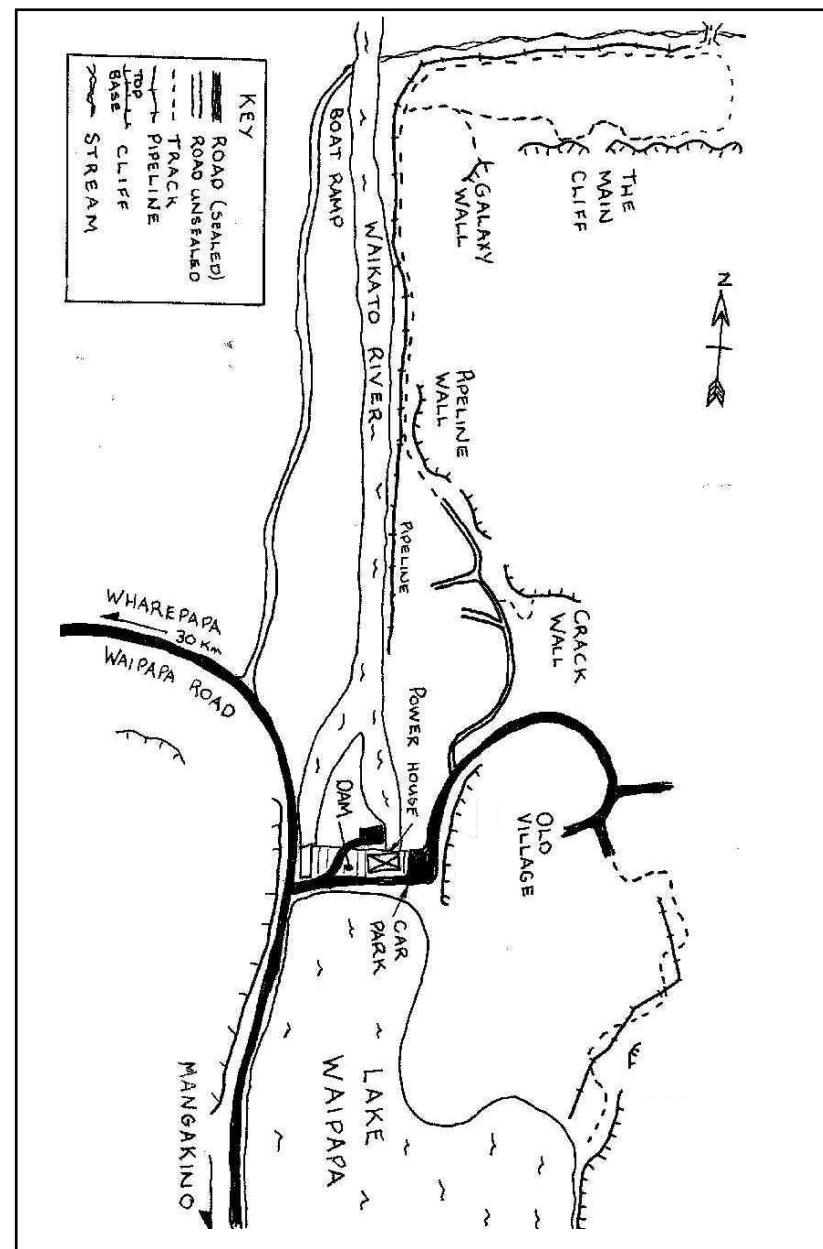 KEY
ROAD (SEALED)
ROAD UNSEALED
TRACK
PIPELINE
TOP
BASE
CLIFF
STREAM
THE
MAIN
CLIFF
GALAXY
WALL
BOAT RAMP
WAIKATO RIVER
N
PIPELINE
WALL
PIPELINE
CRACK
WALL
WHAREPAPA
30 Km
WAIPAPA ROAD
POWER HOUSE
DAM
OLD
VILLAGE
CAR
PARK
LAKE
WAIPAPA
MANGAKINO